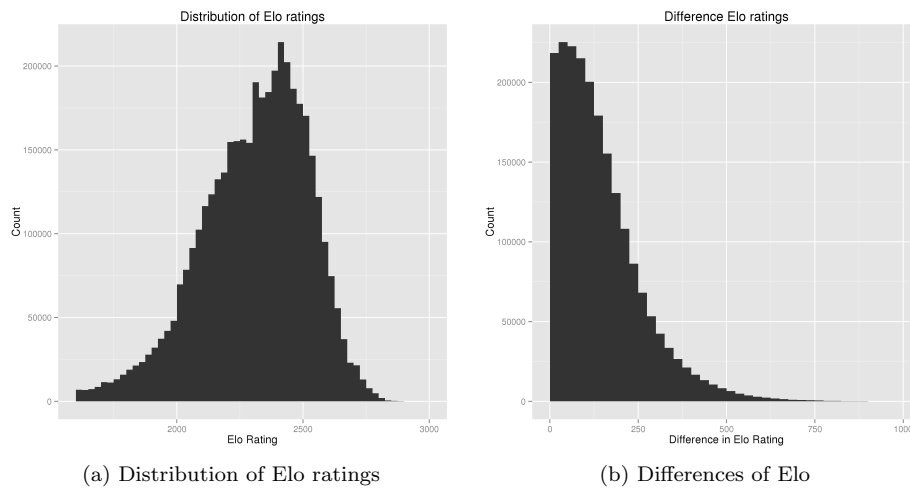 Distribution of Elo ratings
200000
150000
100000
50000
0
Count
2000
2500
3000
Elo Rating
(a) Distribution of Elo ratings
Difference Elo ratings
200000
150000
100000
50000
0
Count
0
250
500
750
1000
Difference in Elo Rating
(b) Differences of Elo